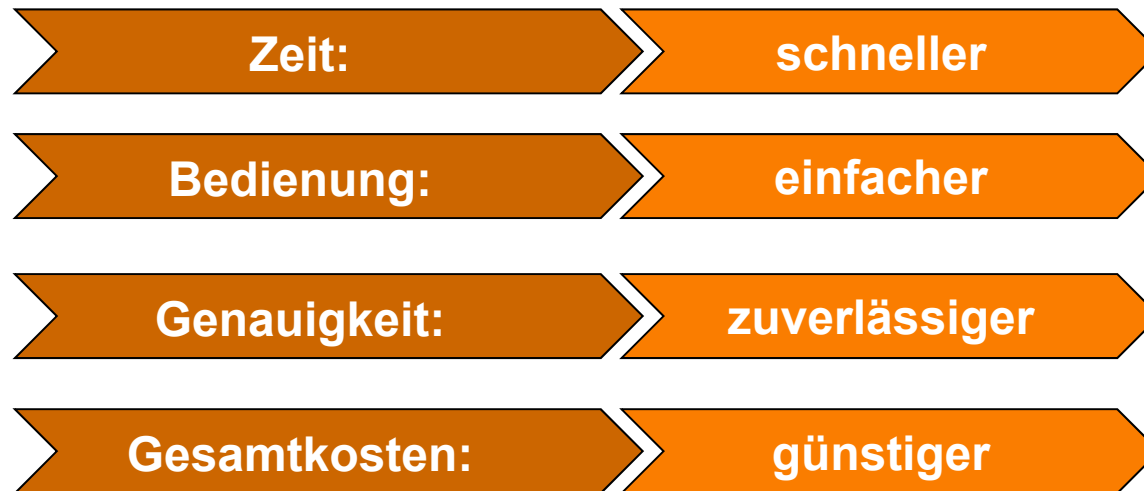 Zeit: schneller
Bedienung: einfacher
Genauigkeit: zuverlässiger
Gesamtkosten: günstiger